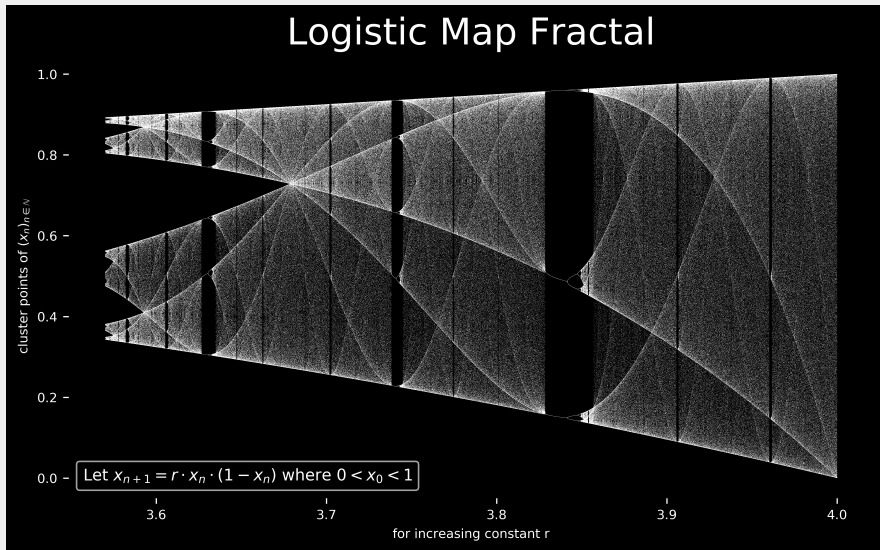 Logistic Map Fractal
1.0
0.8
0.6
0.4
0.2
0.0
cluster points of (xₙ)ₙ∈ℕ
Let xₙ₊₁ = r · xₙ · (1 − xₙ) where 0 < x₀ < 1
3.6 3.7 3.8 3.9 4.0
for increasing constant r